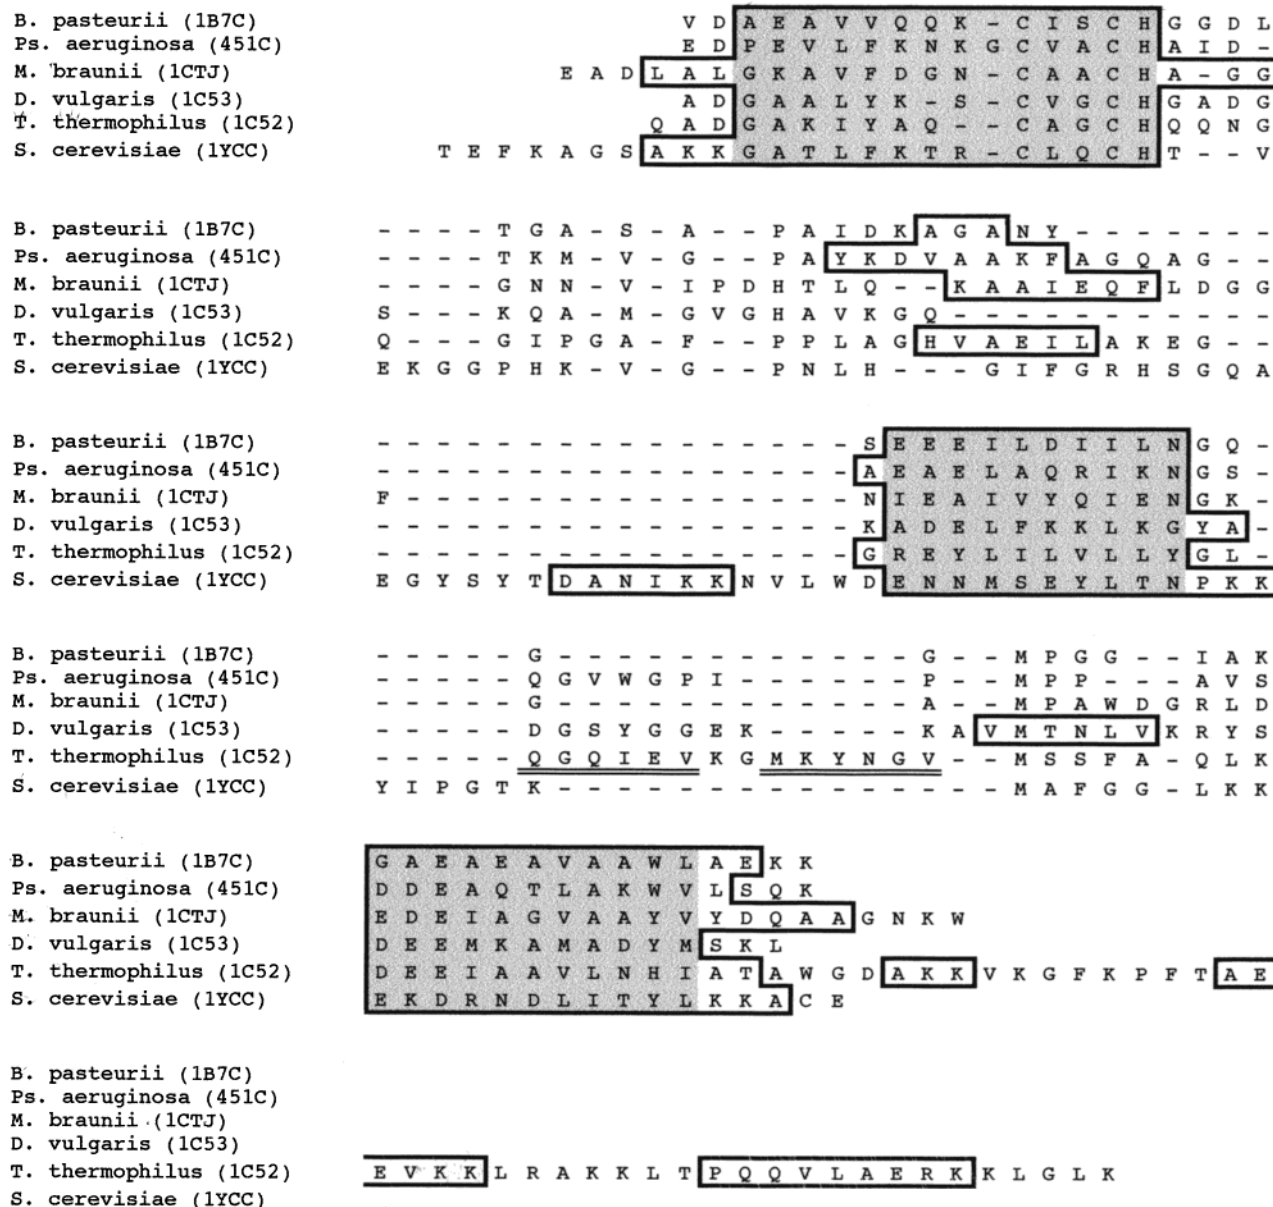 B. pasteurii (1B7C) V D A E A V V Q Q K - C I S C H G G D L
Ps. aeruginosa (451C) E D P E V L F K N K G C V A C H A I D -
M. braunii (1CTJ) E A D L A L G K A V F D G N - C A A C H A - G G
D. vulgaris (1C53) A D G A A L Y K - S - C V G C H G A D G
T. thermophilus (1C52) Q A D G A K I Y A Q - - C A G C H Q Q N G
S. cerevisiae (1YCC) T E F K A G S A K K G A T L F K T R - C L Q C H T - - V
B. pasteurii (1B7C) - - - - T G A - S - A - - P A I D K A G A N Y - - - - - - -
Ps. aeruginosa (451C) - - - - T K M - V - G - - P A Y K D V A A K F A G Q A G - -
M. braunii (1CTJ) - - - - G N N - V - I P D H T L Q - - K A A I E Q F L D G G
D. vulgaris (1C53) S - - - K Q A - M - G V G H A V K G Q - - - - - - - - - - -
T. thermophilus (1C52) Q - - - G I P G A - F - - P P L A G H V A E I L A K E G - -
S. cerevisiae (1YCC) E K G G P H K - V - G - - P N L H - - - G I F G R H S G Q A
B. pasteurii (1B7C) - - - - - - - - - - - - - - - - S E E E I L D I I L N G Q -
Ps. aeruginosa (451C) - - - - - - - - - - - - - - - - A E A E L A Q R I K N G S -
M. braunii (1CTJ) F - - - - - - - - - - - - - - - N I E A I V Y Q I E N G K -
D. vulgaris (1C53) - - - - - - - - - - - - - - - - K A D E L F K K L K G Y A -
T. thermophilus (1C52) - - - - - - - - - - - - - - - - G R E Y L I L V L L Y G L -
S. cerevisiae (1YCC) E G Y S Y T D A N I K K N V L W D E N N M S E Y L T N P K K
B. pasteurii (1B7C) - - - - - G - - - - - - - - - - - - G - - M P G G - - I A K
Ps. aeruginosa (451C) - - - - - Q G V W G P I - - - - - - P - - M P P - - - A V S
M. braunii (1CTJ) - - - - - G - - - - - - - - - - - - A - - M P A W D G R L D
D. vulgaris (1C53) - - - - - D G S Y G G E K - - - - - K A V M T N L V K R Y S
T. thermophilus (1C52) - - - - - Q G Q I E V K G M K Y N G V - - M S S F A - Q L K
S. cerevisiae (1YCC) Y I P G T K - - - - - - - - - - - - - - - M A F G G - L K K
B. pasteurii (1B7C) G A E A E A V A A W L A E K K
Ps. aeruginosa (451C) D D E A Q T L A K W V L S Q K
M. braunii (1CTJ) E D E I A G V A A Y V Y D Q A A G N K W
D. vulgaris (1C53) D E E M K A M A D Y M S K L
T. thermophilus (1C52) D E E I A A V L N H I A T A W G D A K K V K G F K P F T A E
S. cerevisiae (1YCC) E K D R N D L I T Y L K K A C E
B. pasteurii (1B7C)
Ps. aeruginosa (451C)
M. braunii (1CTJ)
D. vulgaris (1C53)
T. thermophilus (1C52) E V K K L R A K K L T P Q Q V L A E R K K L G L K
S. cerevisiae (1YCC)